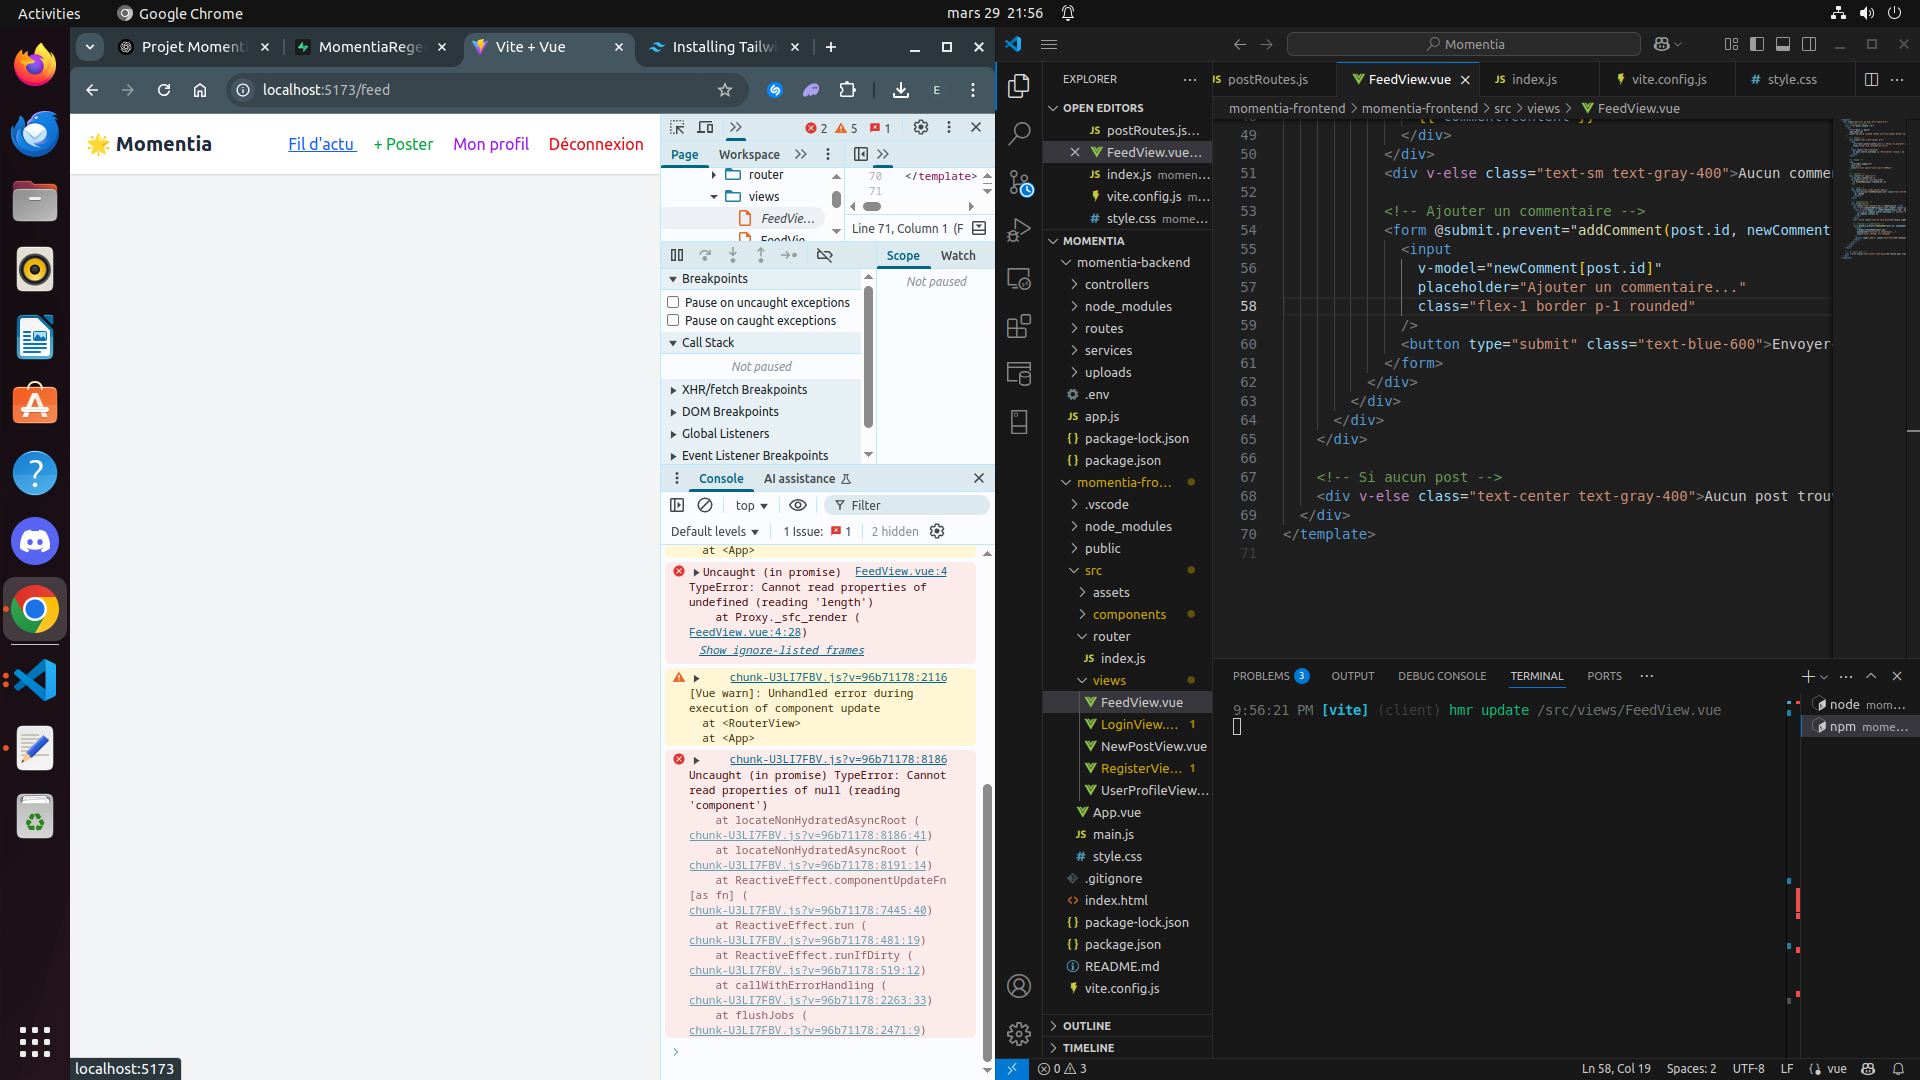 Activities
Google Chrome
mars 29 21:56
Projet Momenti
MomentiaRege
Vite + Vue
Installing Tailwi
localhost:5173/feed
E
🌟 Momentia
Fil d'actu
+ Poster
Mon profil
Déconnexion
2
5
1
Page
Workspace
router
views
FeedVie...
70 </template>
71
Line 71, Column 1 (F
Scope
Watch
Not paused
Breakpoints
Pause on uncaught exceptions
Pause on caught exceptions
Call Stack
Not paused
XHR/fetch Breakpoints
DOM Breakpoints
Global Listeners
Event Listener Breakpoints
Console
AI assistance
top
Filter
Default levels
1 Issue: 1
2 hidden
at <App>
Uncaught (in promise) FeedView.vue:4
TypeError: Cannot read properties of
undefined (reading 'length')
at Proxy._sfc_render (
FeedView.vue:4:28)
Show ignore-listed frames
chunk-U3LI7FBV.js?v=96b71178:2116
[Vue warn]: Unhandled error during
execution of component update
at <RouterView>
at <App>
chunk-U3LI7FBV.js?v=96b71178:8186
Uncaught (in promise) TypeError: Cannot
read properties of null (reading
'component')
at locateNonHydratedAsyncRoot (
chunk-U3LI7FBV.js?v=96b71178:8186:41)
at locateNonHydratedAsyncRoot (
chunk-U3LI7FBV.js?v=96b71178:8191:14)
at ReactiveEffect.componentUpdateFn
[as fn] (
chunk-U3LI7FBV.js?v=96b71178:7445:40)
at ReactiveEffect.run (
chunk-U3LI7FBV.js?v=96b71178:481:19)
at ReactiveEffect.runIfDirty (
chunk-U3LI7FBV.js?v=96b71178:519:12)
at callWithErrorHandling (
chunk-U3LI7FBV.js?v=96b71178:2263:33)
at flushJobs (
chunk-U3LI7FBV.js?v=96b71178:2471:9)
localhost:5173
Momentia
EXPLORER
OPEN EDITORS
JS postRoutes.js...
FeedView.vue...
JS index.js momen...
vite.config.js m...
# style.css mome...
MOMENTIA
momentia-backend
controllers
node_modules
routes
services
uploads
.env
JS app.js
{} package-lock.json
{} package.json
momentia-fro...
.vscode
node_modules
public
src
assets
components
router
JS index.js
views
FeedView.vue
LoginView.... 1
NewPostView.vue
RegisterVie... 1
UserProfileView...
App.vue
JS main.js
# style.css
.gitignore
<> index.html
{} package-lock.json
{} package.json
README.md
vite.config.js
OUTLINE
TIMELINE
JS postRoutes.js
FeedView.vue
JS index.js
vite.config.js
# style.css
momentia-frontend > momentia-frontend > src > views > FeedView.vue
49 </div>
50 </div>
51 <div v-else class="text-sm text-gray-400">Aucun comme
52
53 <!-- Ajouter un commentaire -->
54 <form @submit.prevent="addComment(post.id, newComment
55 <input
56 v-model="newComment[post.id]"
57 placeholder="Ajouter un commentaire..."
58 class="flex-1 border p-1 rounded"
59 />
60 <button type="submit" class="text-blue-600">Envoyer
61 </form>
62 </div>
63 </div>
64 </div>
65 </div>
66
67 <!-- Si aucun post -->
68 <div v-else class="text-center text-gray-400">Aucun post trou
69 </div>
70 </template>
71
PROBLEMS 3
OUTPUT
DEBUG CONSOLE
TERMINAL
PORTS
9:56:21 PM [vite] (client) hmr update /src/views/FeedView.vue
node mom...
npm mome...
0 3
Ln 58, Col 19
Spaces: 2
UTF-8
LF
vue